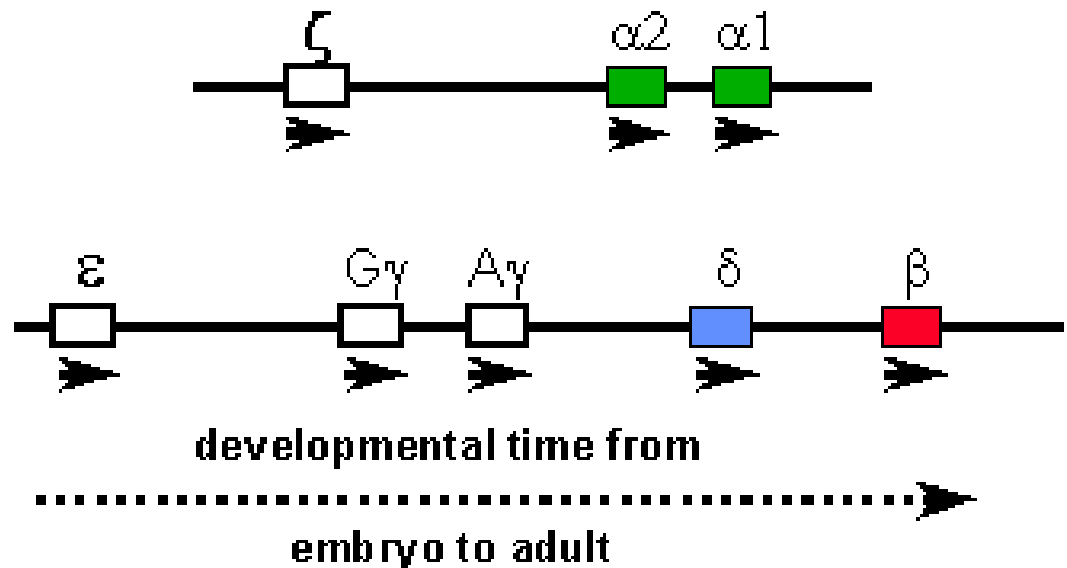 ζ α2 α1
ε Gγ Aγ δ β
developmental time from
embryo to adult